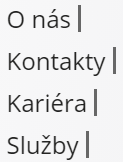 O nás |
Kontakty |
Kariéra |
Služby |